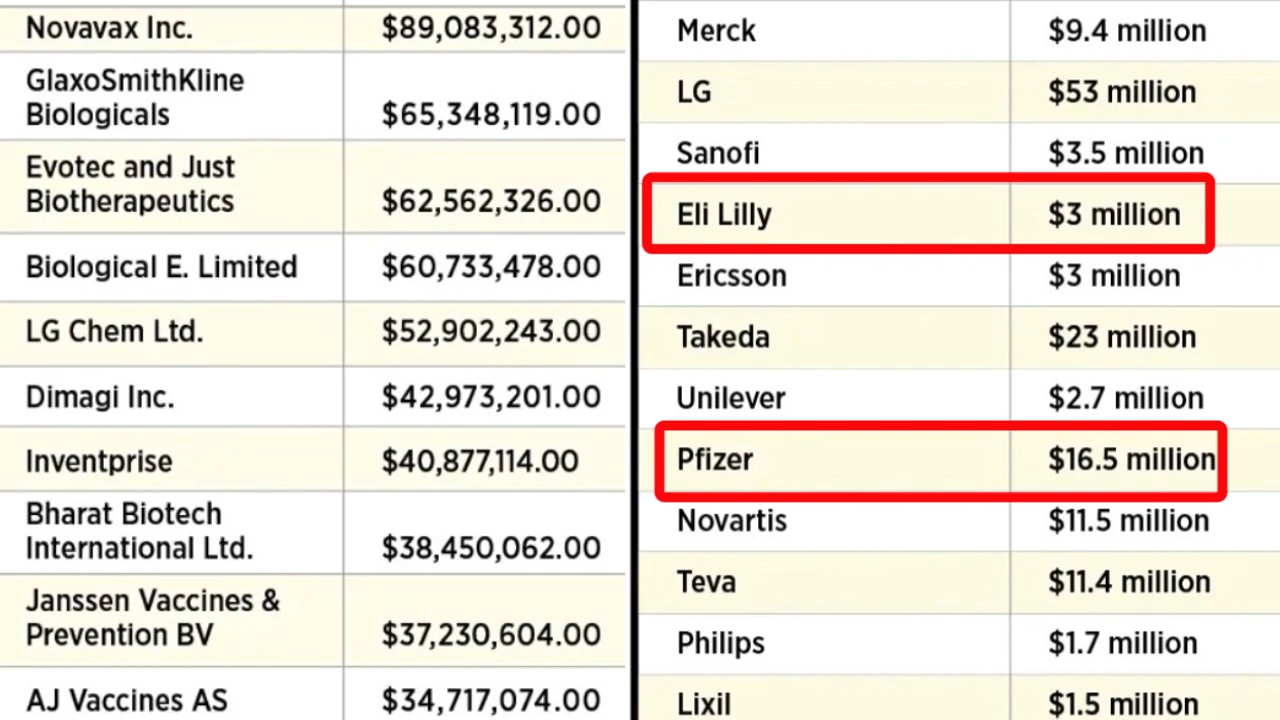 Novavax Inc. $89,083,312.00
GlaxoSmithKline
Biologicals $65,348,119.00
Evotec and Just
Biotherapeutics $62,562,326.00
Biological E. Limited $60,733,478.00
LG Chem Ltd. $52,902,243.00
Dimagi Inc. $42,973,201.00
Inventprise $40,877,114.00
Bharat Biotech
International Ltd. $38,450,062.00
Janssen Vaccines &
Prevention BV $37,230,604.00
AJ Vaccines AS $34,717,074.00
Merck $9.4 million
LG $53 million
Sanofi $3.5 million
Eli Lilly $3 million
Ericsson $3 million
Takeda $23 million
Unilever $2.7 million
Pfizer $16.5 million
Novartis $11.5 million
Teva $11.4 million
Philips $1.7 million
Lixil $1.5 million